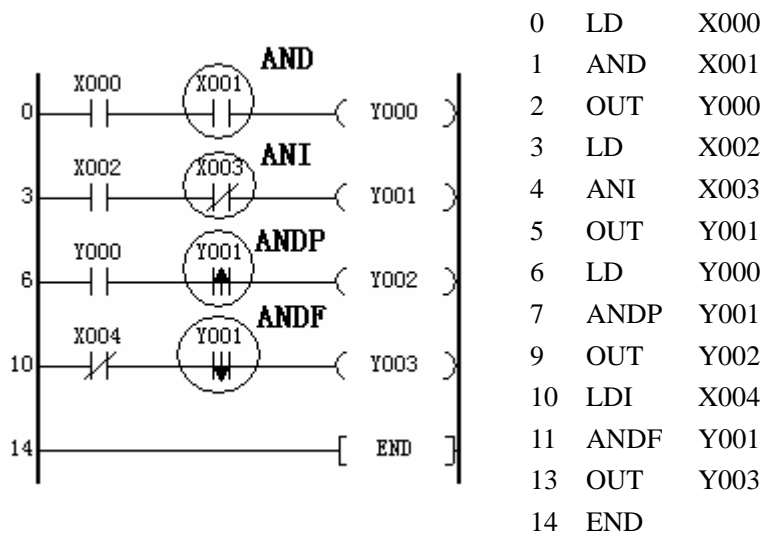 AND
X000 X001
0 ( Y000 )
ANI
X002 X003
3 ( Y001 )
ANDP
Y000 Y001
6 ( Y002 )
ANDF
X004 Y001
10 ( Y003 )
14 [ END ]
0 LD X000
1 AND X001
2 OUT Y000
3 LD X002
4 ANI X003
5 OUT Y001
6 LD Y000
7 ANDP Y001
9 OUT Y002
10 LDI X004
11 ANDF Y001
13 OUT Y003
14 END